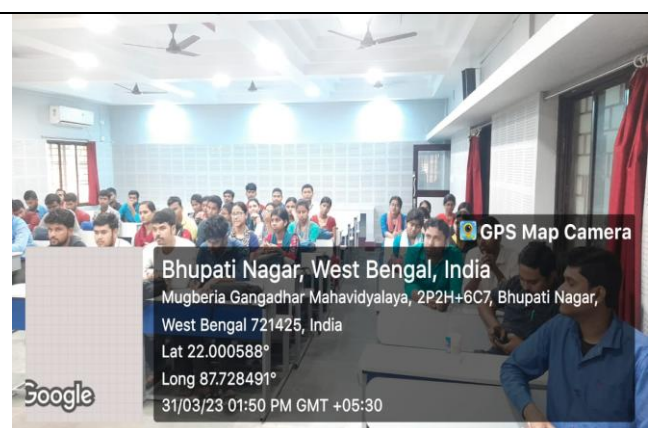 GPS Map Camera
Bhupati Nagar, West Bengal, India
Mugberia Gangadhar Mahavidyalaya, 2P2H+6C7, Bhupati Nagar,
West Bengal 721425, India
Lat 22.000588°
Long 87.728491°
31/03/23 01:50 PM GMT +05:30
Google